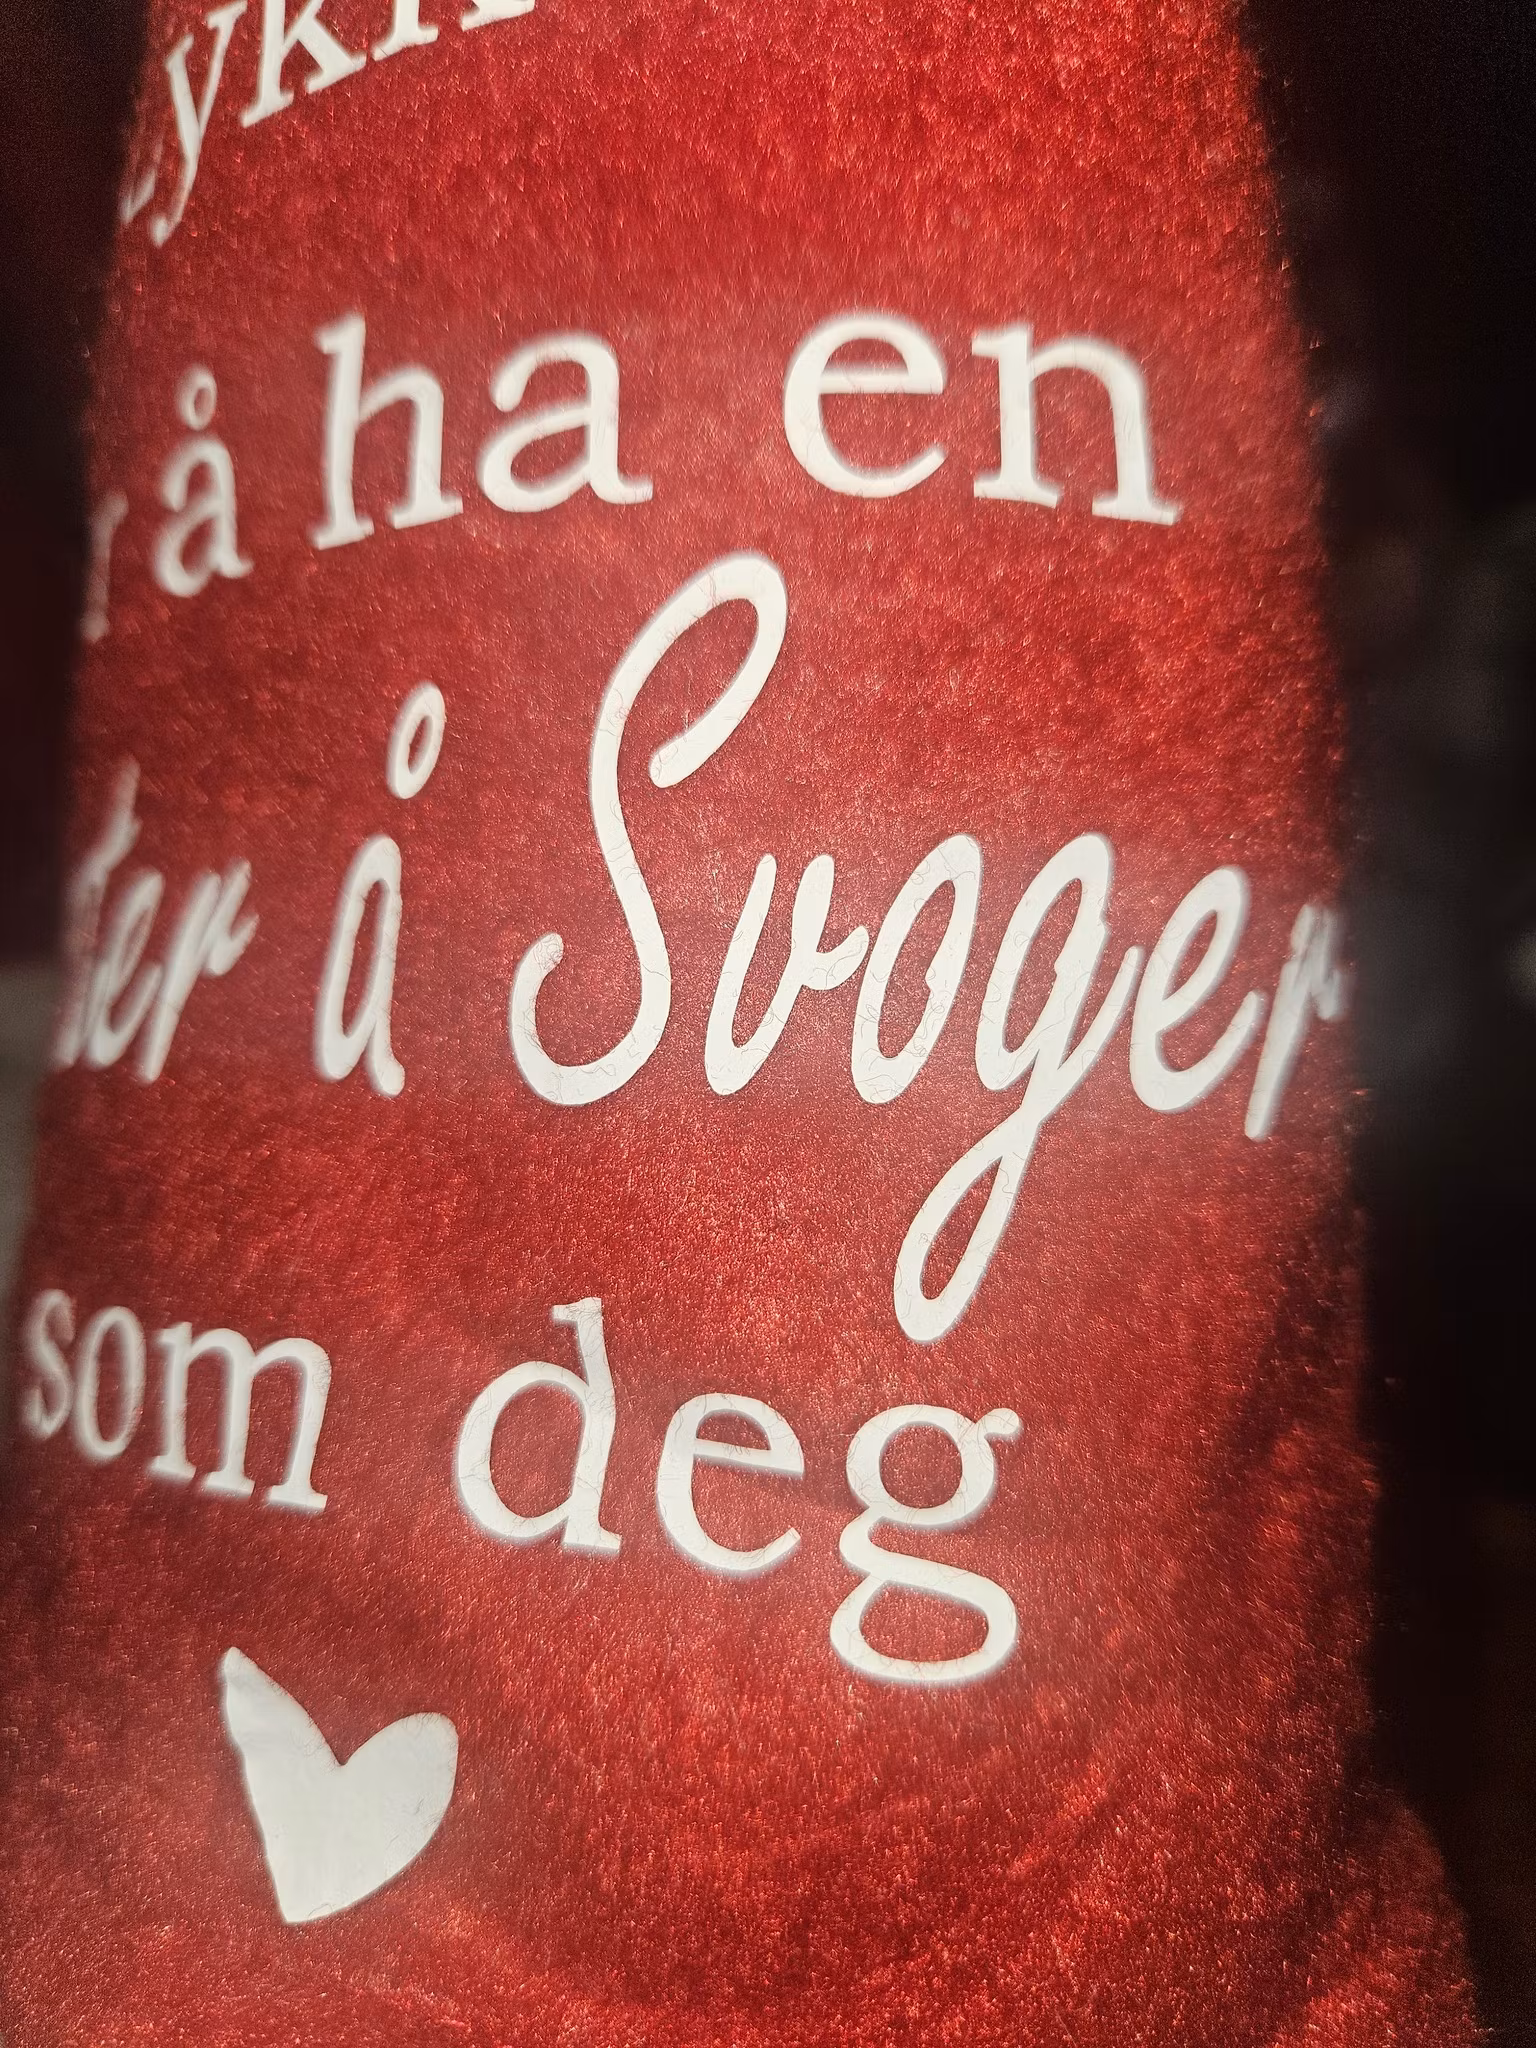 å ha en
å Svoger
som deg